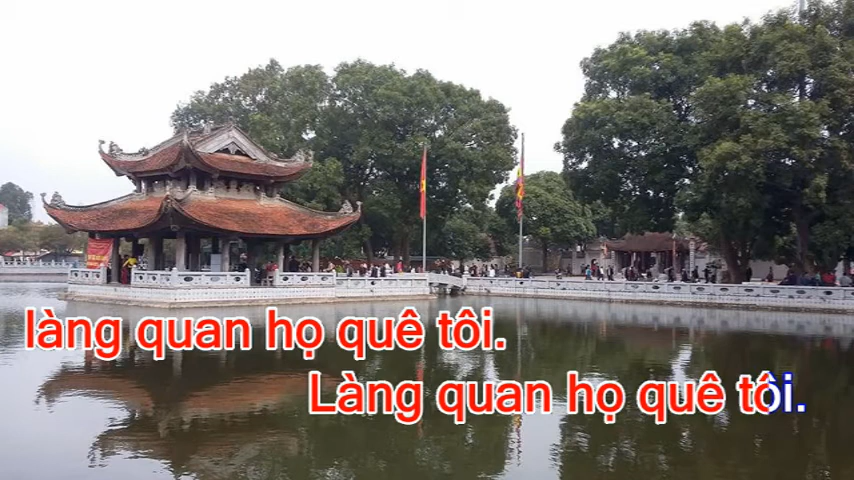 làng quan họ quê tôi.
Làng quan họ quê tôi.